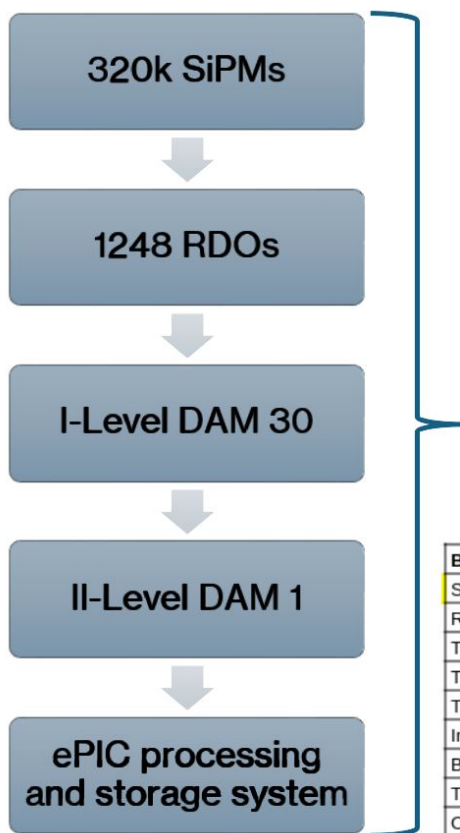 320k SiPMs
1248 RDOs
I-Level DAM 30
II-Level DAM 1
ePIC processing
and storage system